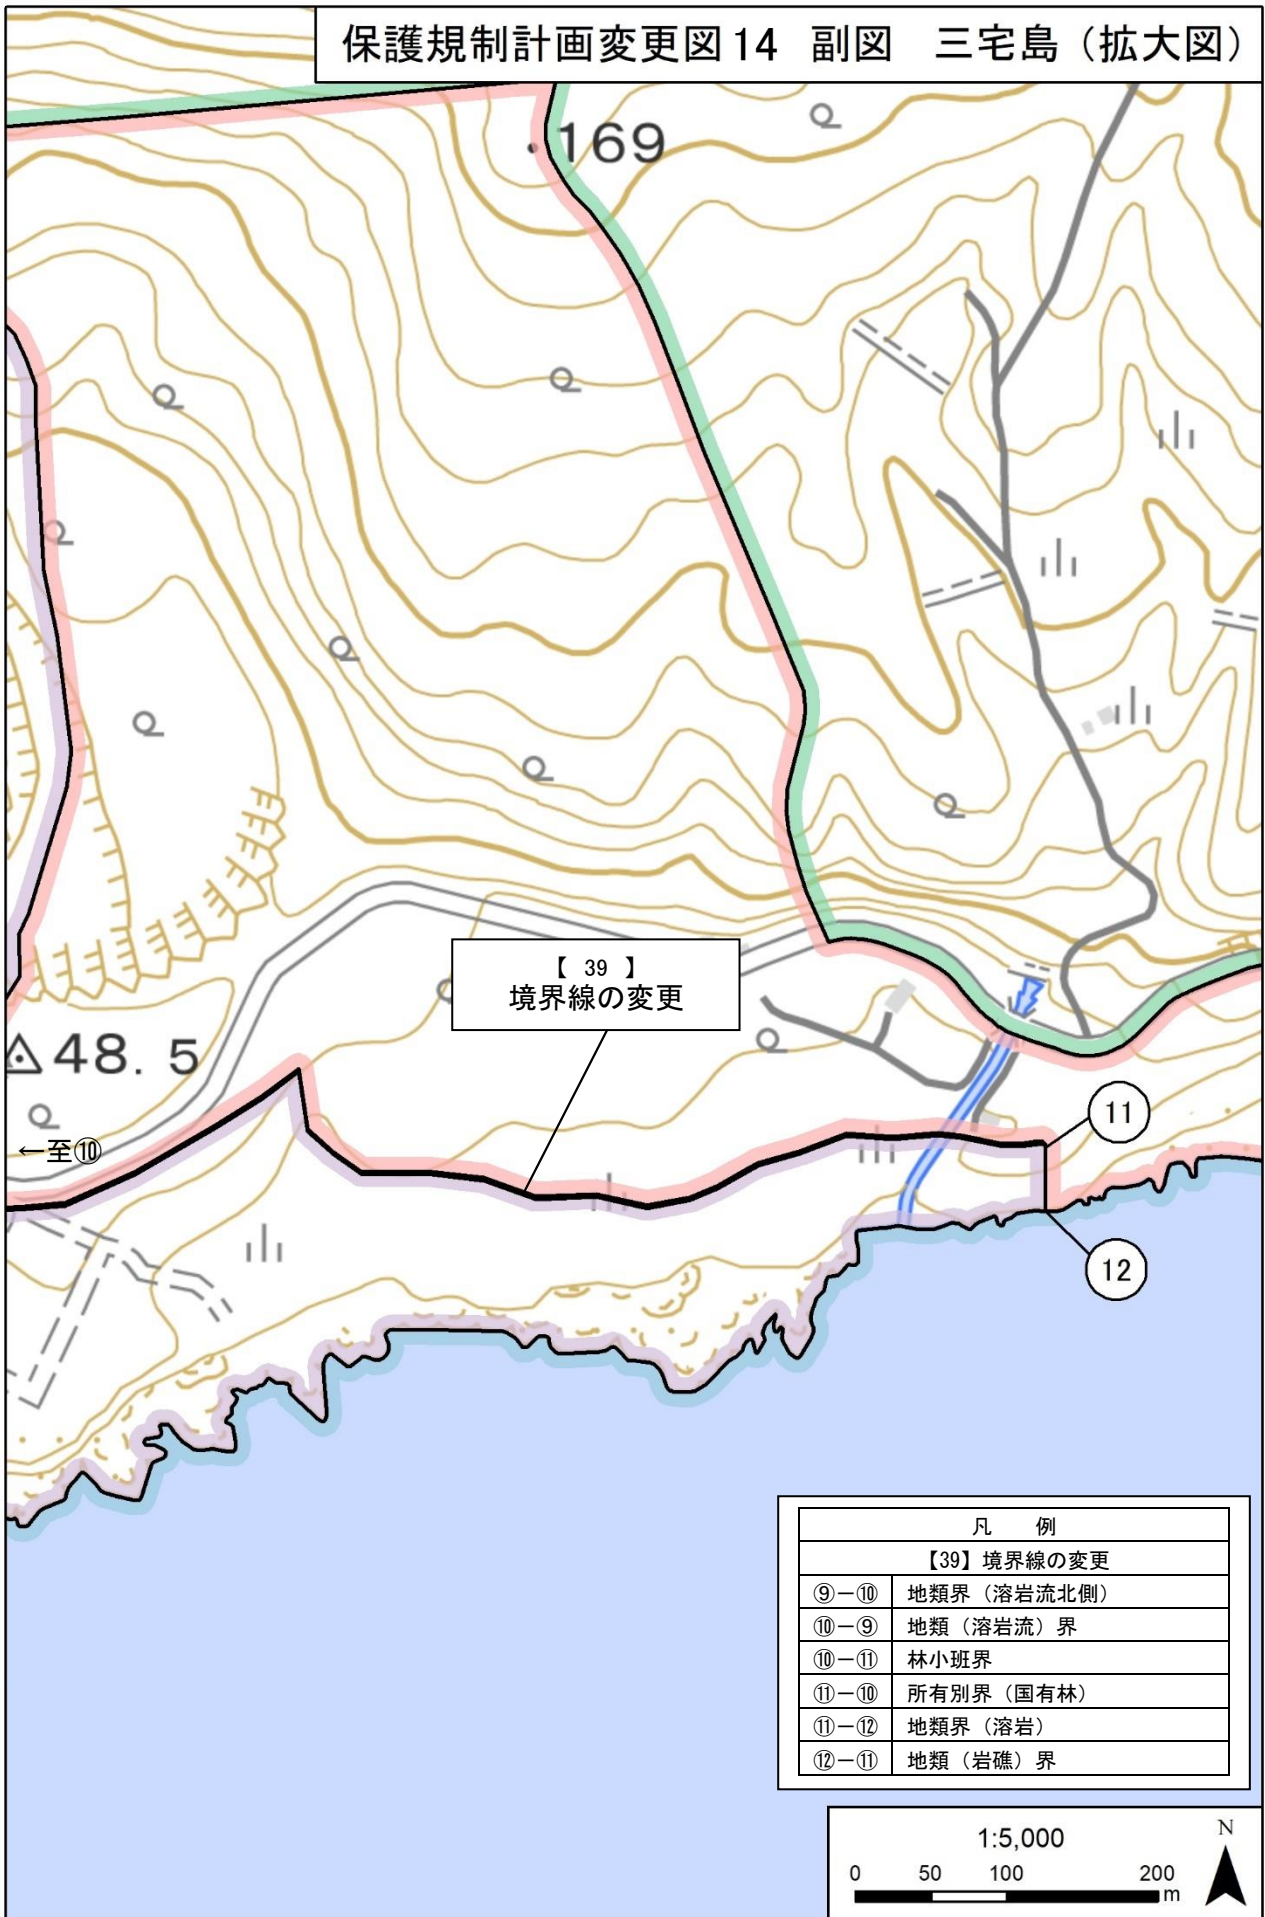 保護規制計画変更図14 副図 三宅島（拡大図）
169
【 39 】
境界線の変更
48.5
←至⑩
11
12
凡 例
【39】境界線の変更
⑨－⑩ 地類界（溶岩流北側）
⑩－⑨ 地類（溶岩流）界
⑩－⑪ 林小班界
⑪－⑩ 所有別界（国有林）
⑪－⑫ 地類界（溶岩）
⑫－⑪ 地類（岩礁）界
1:5,000
N
0 50 100 200
m